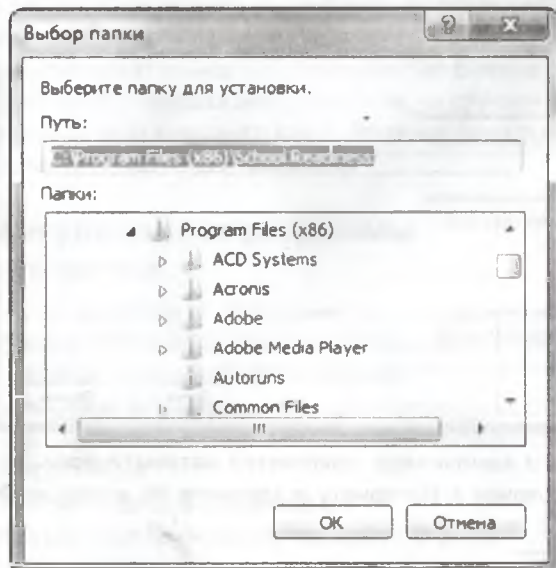 Выбор папки
Выберите папку для установки.
Путь:
C:\Program Files (x86)\School Readiness
Папки:
Program Files (x86)
ACD Systems
Acronis
Adobe
Adobe Media Player
Autoruns
Common Files
OK
Отмена